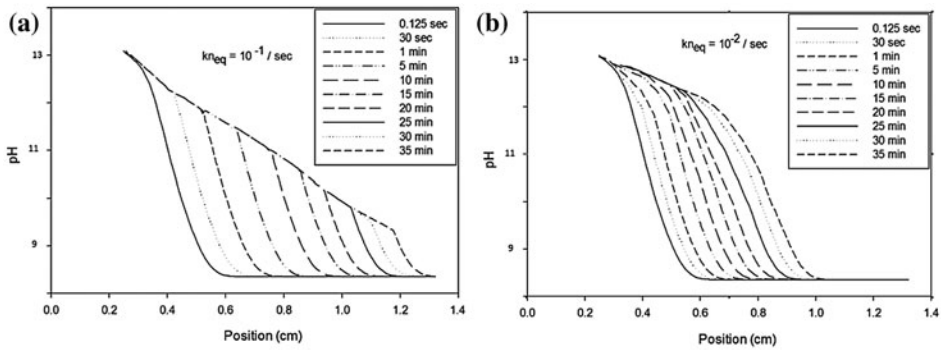 (a)
kn_eq = 10^-1 / sec
0.125 sec
30 sec
1 min
5 min
10 min
15 min
20 min
25 min
30 min
35 min
13
11
9
pH
0.0 0.2 0.4 0.6 0.8 1.0 1.2 1.4
Position (cm)
(b)
kn_eq = 10^-2 / sec
0.125 sec
30 sec
1 min
5 min
10 min
15 min
20 min
25 min
30 min
35 min
13
11
9
pH
0.0 0.2 0.4 0.6 0.8 1.0 1.2 1.4
Position (cm)